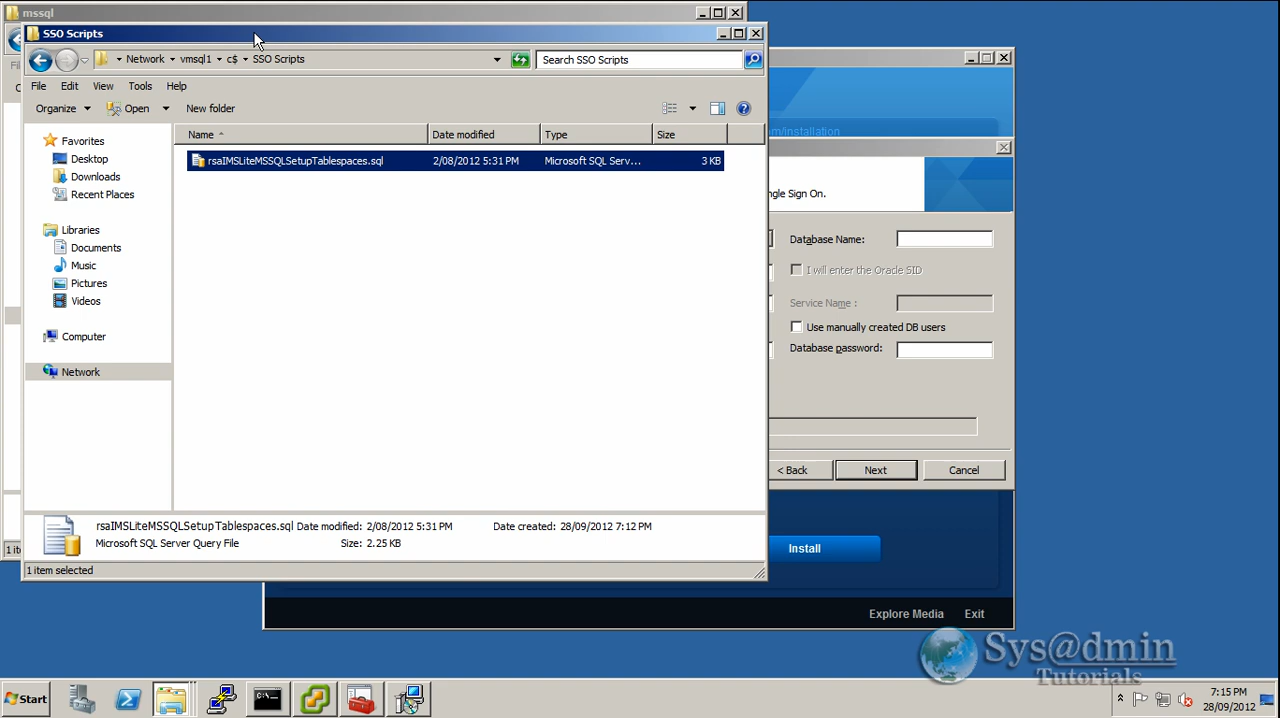 mssql
SSO Scripts
Network vmsql1 c$ SSO Scripts
Search SSO Scripts
File Edit View Tools Help
Organize Open New folder
Name Date modified Type Size
rsaIMSLiteMSSQLSetupTablespaces.sql 2/08/2012 5:31 PM Microsoft SQL Serv... 3 KB
Favorites
Desktop
Downloads
Recent Places
Libraries
Documents
Music
Pictures
Videos
Computer
Network
rsaIMSLiteMSSQLSetupTablespaces.sql Date modified: 2/08/2012 5:31 PM Date created: 28/09/2012 7:12 PM
Microsoft SQL Server Query File Size: 2.25 KB
1 item selected
m/installation
ngle Sign On.
Database Name:
I will enter the Oracle SID
Service Name :
Use manually created DB users
Database password:
< Back Next Cancel
Install
Explore Media Exit
Sys@dmin
Tutorials
Start
7:15 PM
28/09/2012